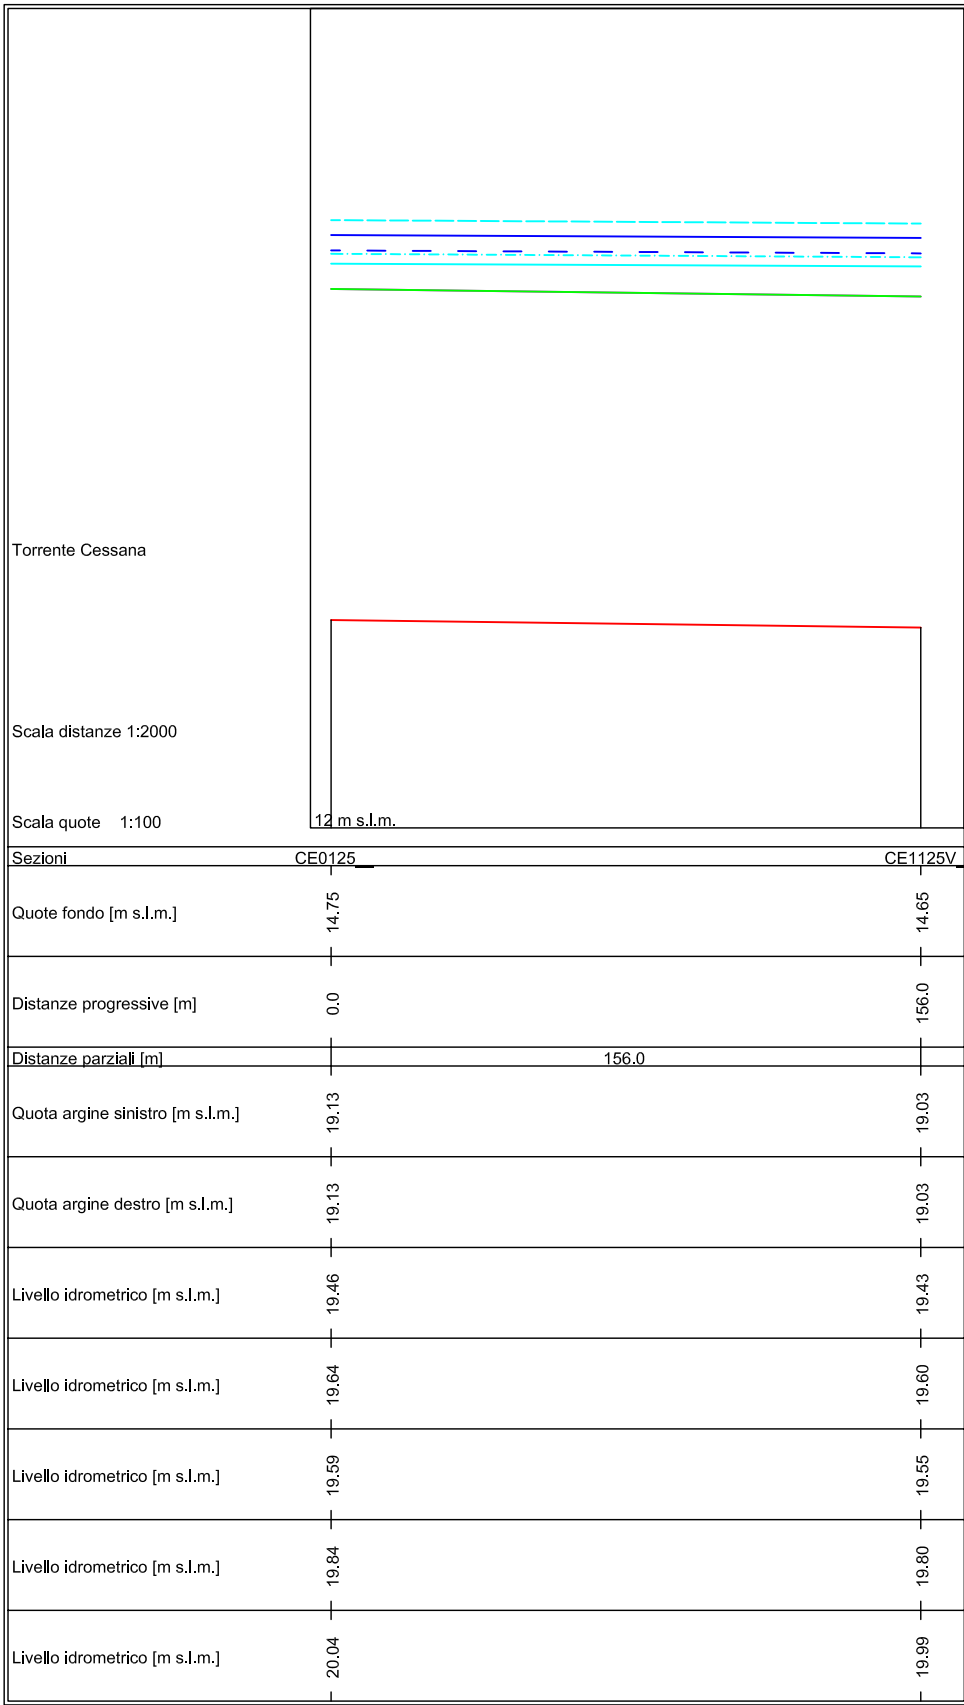 Torrente Cessana
Scala distanze 1:2000
Scala quote 1:100
12 m s.l.m.
Sezioni CE0125__ CE1125V_
Quote fondo [m s.l.m.] 14.75 14.65
Distanze progressive [m] 0.0 156.0
Distanze parziali [m] 156.0
Quota argine sinistro [m s.l.m.] 19.13 19.03
Quota argine destro [m s.l.m.] 19.13 19.03
Livello idrometrico [m s.l.m.] 19.46 19.43
Livello idrometrico [m s.l.m.] 19.64 19.60
Livello idrometrico [m s.l.m.] 19.59 19.55
Livello idrometrico [m s.l.m.] 19.84 19.80
Livello idrometrico [m s.l.m.] 20.04 19.99